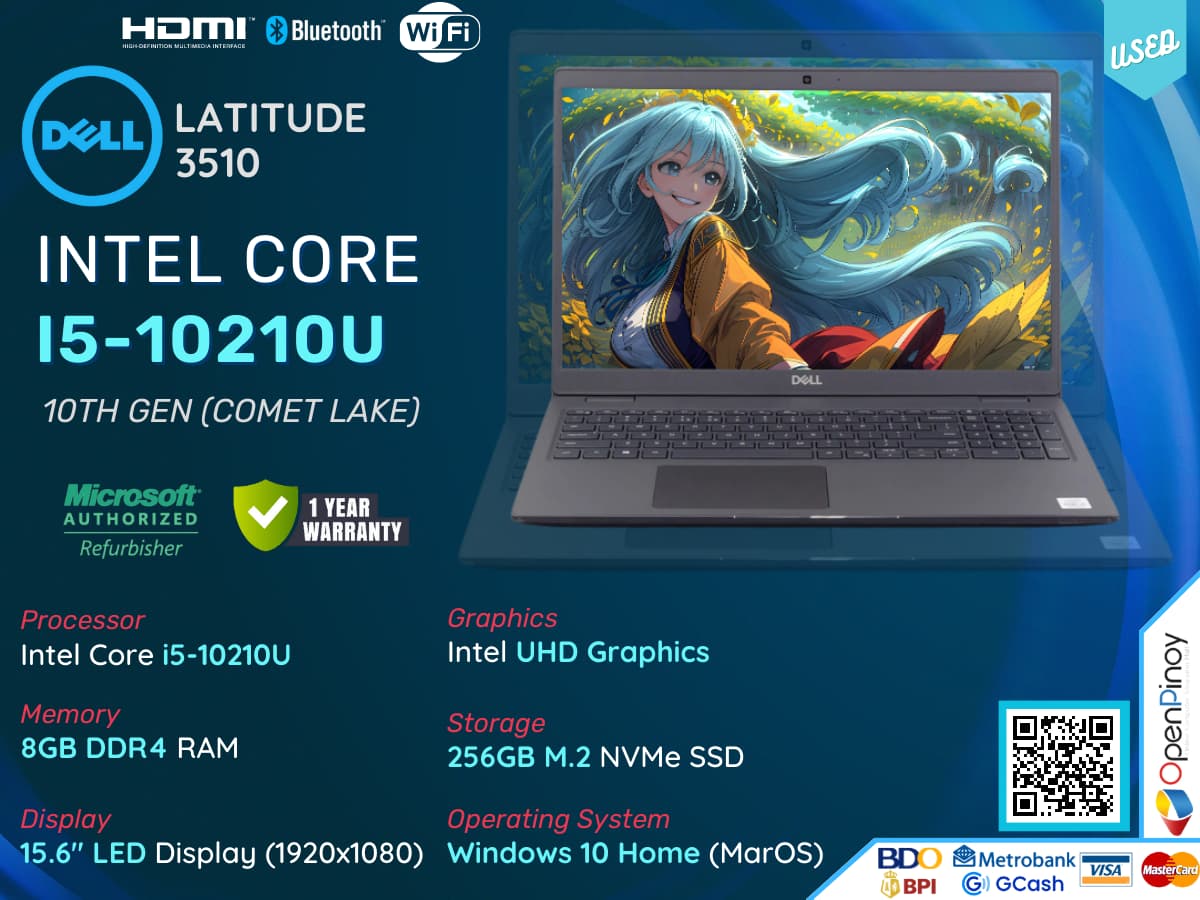 HDMI™
HIGH-DEFINITION MULTIMEDIA INTERFACE
Bluetooth
Wi Fi
USED
DELL
LATITUDE
3510
INTEL CORE
I5-10210U
10TH GEN (COMET LAKE)
DELL
Microsoft
AUTHORIZED
Refurbisher
1 YEAR
WARRANTY
Processor
Intel Core i5-10210U
Graphics
Intel UHD Graphics
Memory
8GB DDR4 RAM
Storage
256GB M.2 NVMe SSD
Display
15.6" LED Display (1920x1080)
Operating System
Windows 10 Home (MarOS)
OpenPinoy
BDO
Metrobank
VISA
MasterCard
BPI
GCash